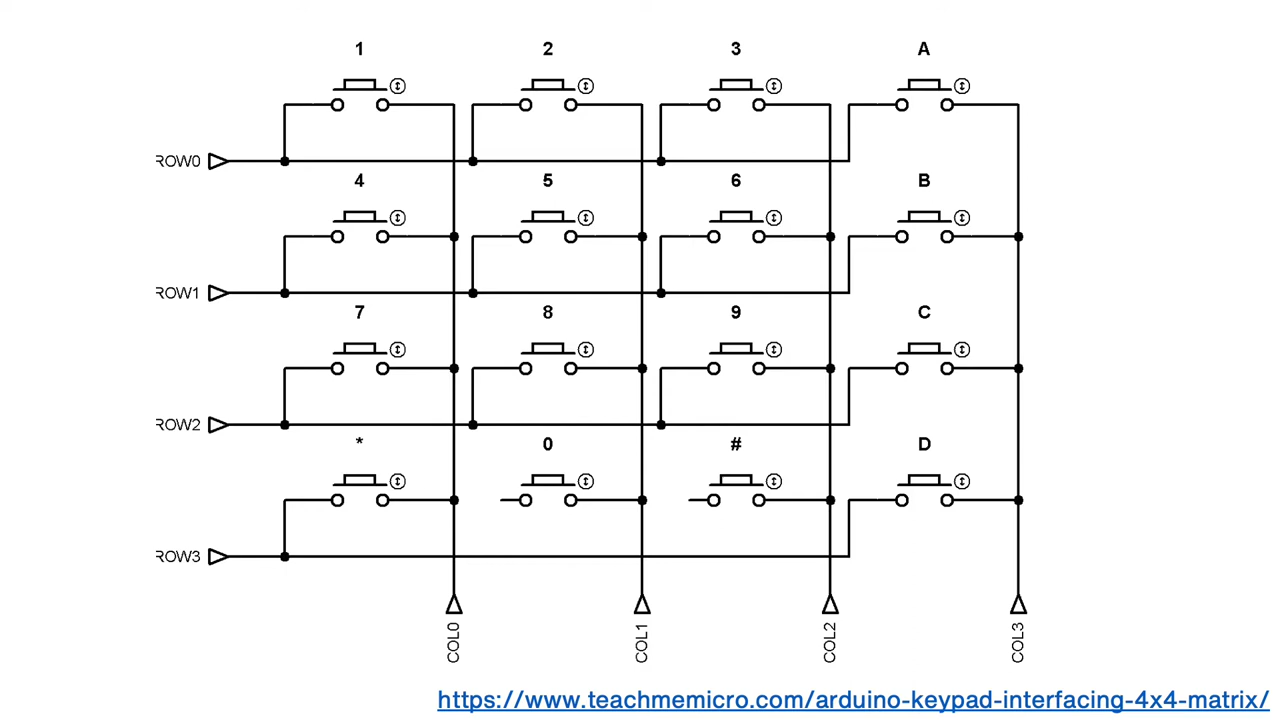 1 2 3 A
ROW0
4 5 6 B
ROW1
7 8 9 C
ROW2
* 0 # D
ROW3
COL0 COL1 COL2 COL3
https://www.teachmemicro.com/arduino-keypad-interfacing-4x4-matrix/